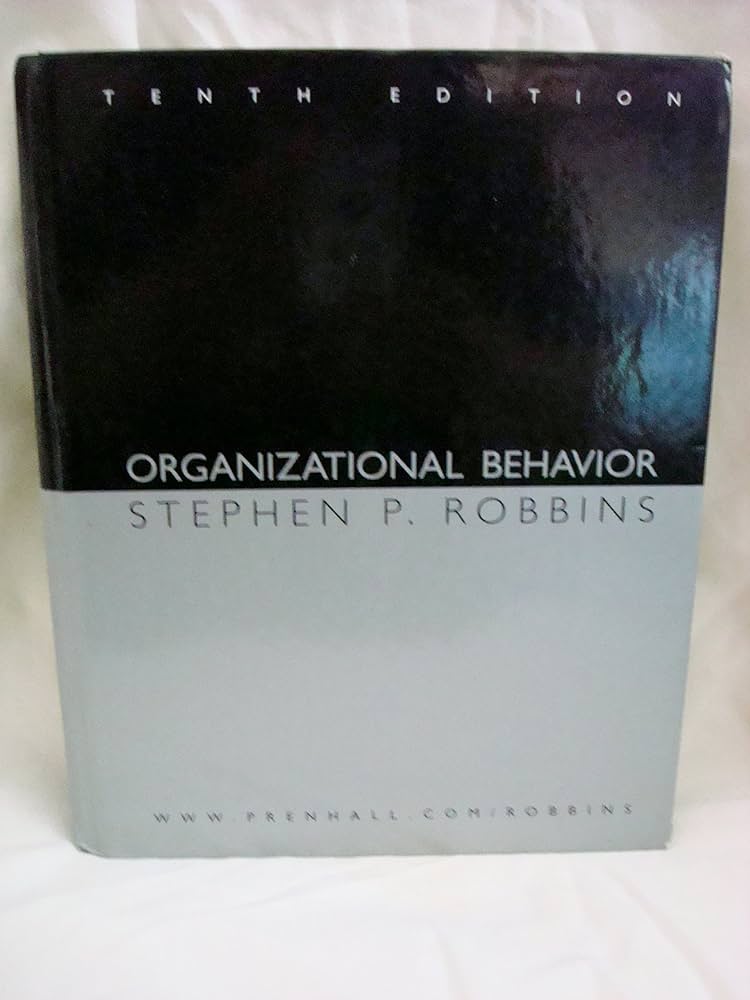 TENTH EDITION
ORGANIZATIONAL BEHAVIOR
STEPHEN P. ROBBINS
WWW.PRENHALL.COM/ROBBINS